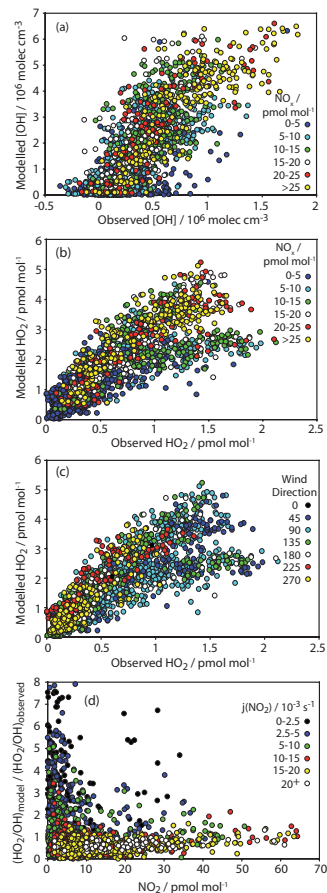 (a)
Modelled [OH] / 10⁶ molec cm⁻³
7
6
5
4
3
2
1
0
NOₓ /
pmol mol⁻¹
0-5
5-10
10-15
15-20
20-25
>25
-0.5 0 0.5 1 1.5 2
Observed [OH] / 10⁶ molec cm⁻³
(b)
Modelled HO₂ / pmol mol⁻¹
6
5
4
3
2
1
0
NOₓ /
pmol mol⁻¹
0-5
5-10
10-15
15-20
20-25
>25
0 0.5 1 1.5 2 2.5
Observed HO₂ / pmol mol⁻¹
(c)
Modelled HO₂ / pmol mol⁻¹
6
5
4
3
2
1
0
Wind
Direction
0
45
90
135
180
225
270
0 0.5 1 1.5 2 2.5
Observed HO₂ / pmol mol⁻¹
(d)
(HO₂/OH)model / (HO₂/OH)observed
8
7
6
5
4
3
2
1
0
j(NO₂) / 10⁻³ s⁻¹
0-2.5
2.5-5
5-10
10-15
15-20
20⁺
0 10 20 30 40 50 60 70
NO₂ / pmol mol⁻¹